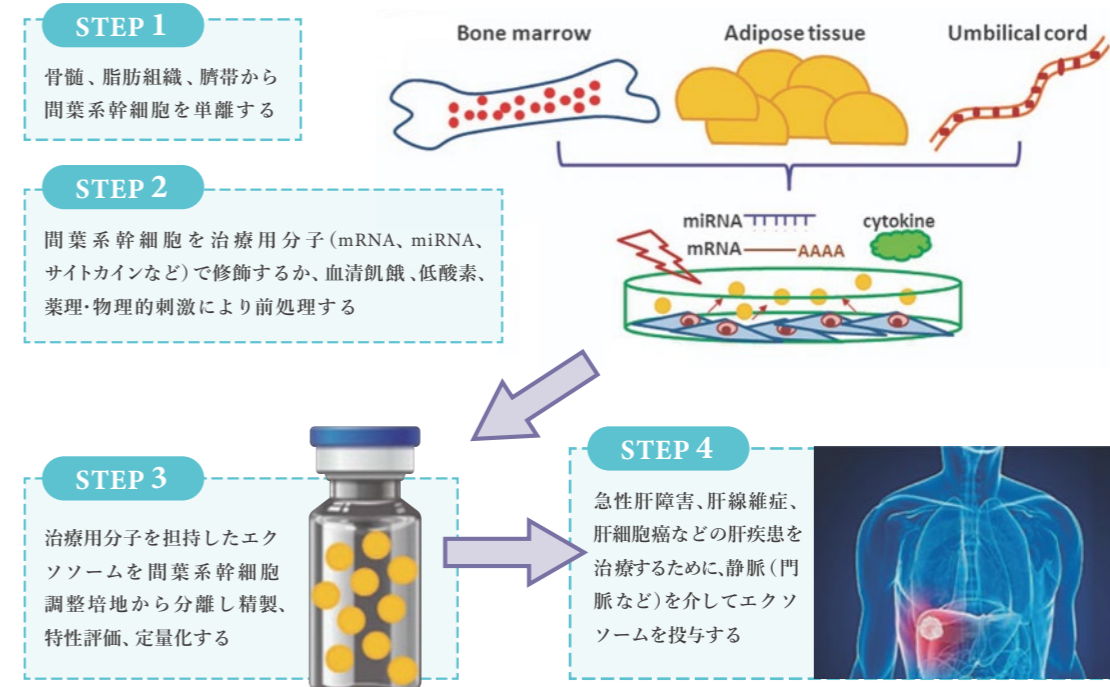 STEP 1
骨髄、脂肪組織、臍帯から
間葉系幹細胞を単離する
Bone marrow
Adipose tissue
Umbilical cord
STEP 2
間葉系幹細胞を治療用分子(mRNA、miRNA、
サイトカインなど)で修飾するか、血清飢餓、低酸素、
薬理・物理的刺激により前処理する
miRNA
cytokine
mRNA
AAAA
STEP 3
治療用分子を担持したエク
ソソームを間葉系幹細胞
調整培地から分離し精製、
特性評価、定量化する
STEP 4
急性肝障害、肝線維症、
肝細胞癌などの肝疾患を
治療するために、静脈(門
脈など)を介してエクソ
ソームを投与する